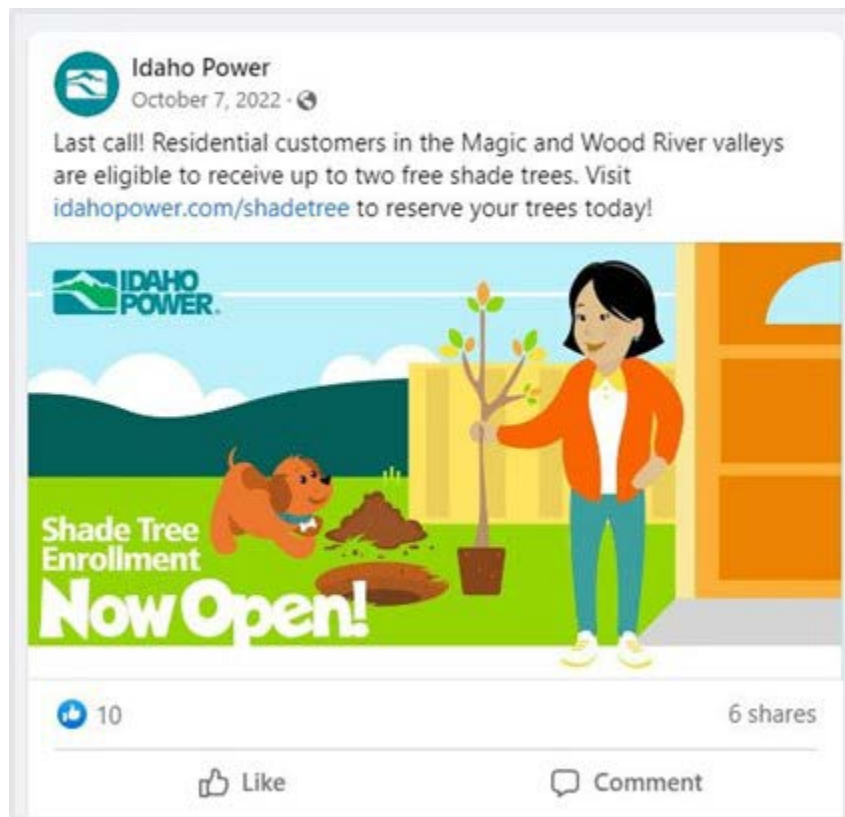 Idaho Power
October 7, 2022 ·
Last call! Residential customers in the Magic and Wood River valleys
are eligible to receive up to two free shade trees. Visit
idahopower.com/shadetree to reserve your trees today!
IDAHO
POWER®
Shade Tree
Enrollment
Now Open!
10
6 shares
Like
Comment